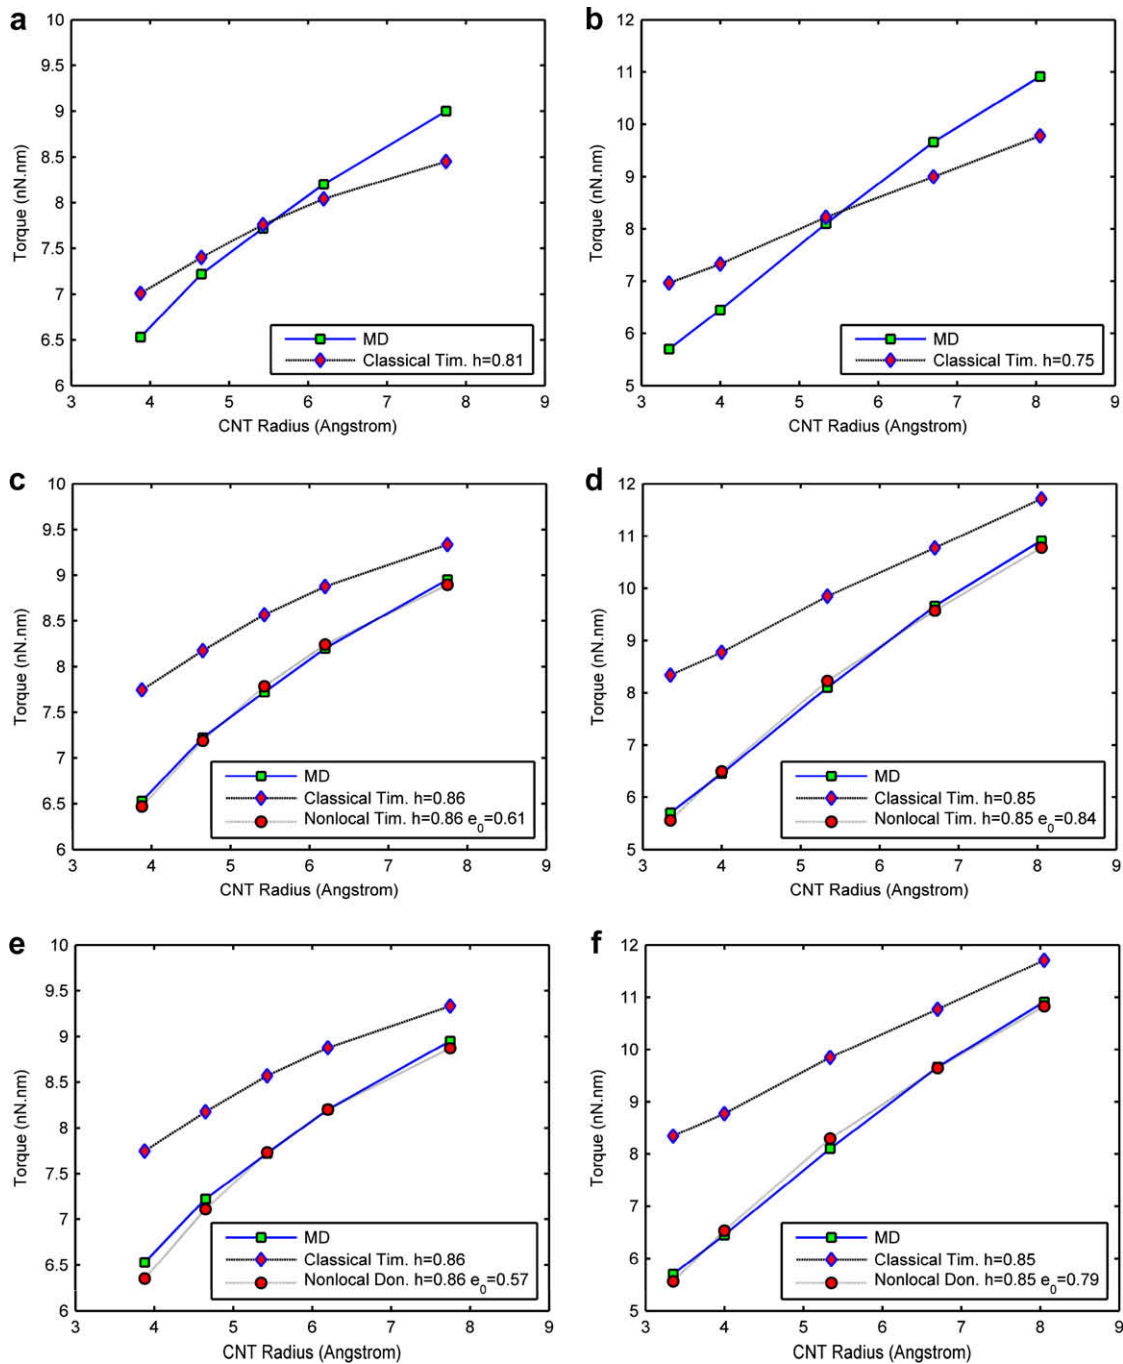 a
10
9.5
9
8.5
8
7.5
7
6.5
6
Torque (nN.nm)
MD
Classical Tim. h=0.81
3 4 5 6 7 8 9
CNT Radius (Angstrom)
b
12
11
10
9
8
7
6
5
Torque (nN.nm)
MD
Classical Tim. h=0.75
3 4 5 6 7 8 9
CNT Radius (Angstrom)
c
10
9.5
9
8.5
8
7.5
7
6.5
6
Torque (nN.nm)
MD
Classical Tim. h=0.86
Nonlocal Tim. h=0.86 e₀=0.61
3 4 5 6 7 8 9
CNT Radius (Angstrom)
d
12
11
10
9
8
7
6
5
Torque (nN.nm)
MD
Classical Tim. h=0.85
Nonlocal Tim. h=0.85 e₀=0.84
3 4 5 6 7 8 9
CNT Radius (Angstrom)
e
10
9.5
9
8.5
8
7.5
7
6.5
6
Torque (nN.nm)
MD
Classical Tim. h=0.86
Nonlocal Don. h=0.86 e₀=0.57
3 4 5 6 7 8 9
CNT Radius (Angstrom)
f
12
11
10
9
8
7
6
5
Torque (nN.nm)
MD
Classical Tim. h=0.85
Nonlocal Don. h=0.85 e₀=0.79
3 4 5 6 7 8 9
CNT Radius (Angstrom)